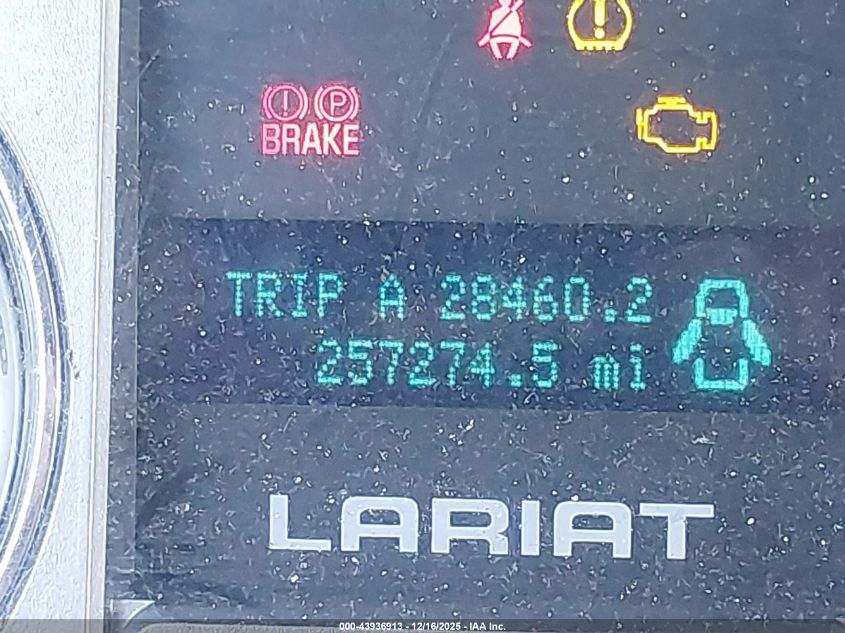 ! P
BRAKE
TRIP A 28460.2
257274.5 mi
LARIAT
000-43936913 - 12/16/2025 - IAA Inc.